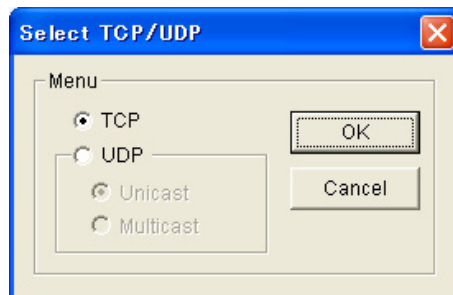 Select TCP/UDP
Menu
TCP
OK
UDP
Unicast
Cancel
Multicast